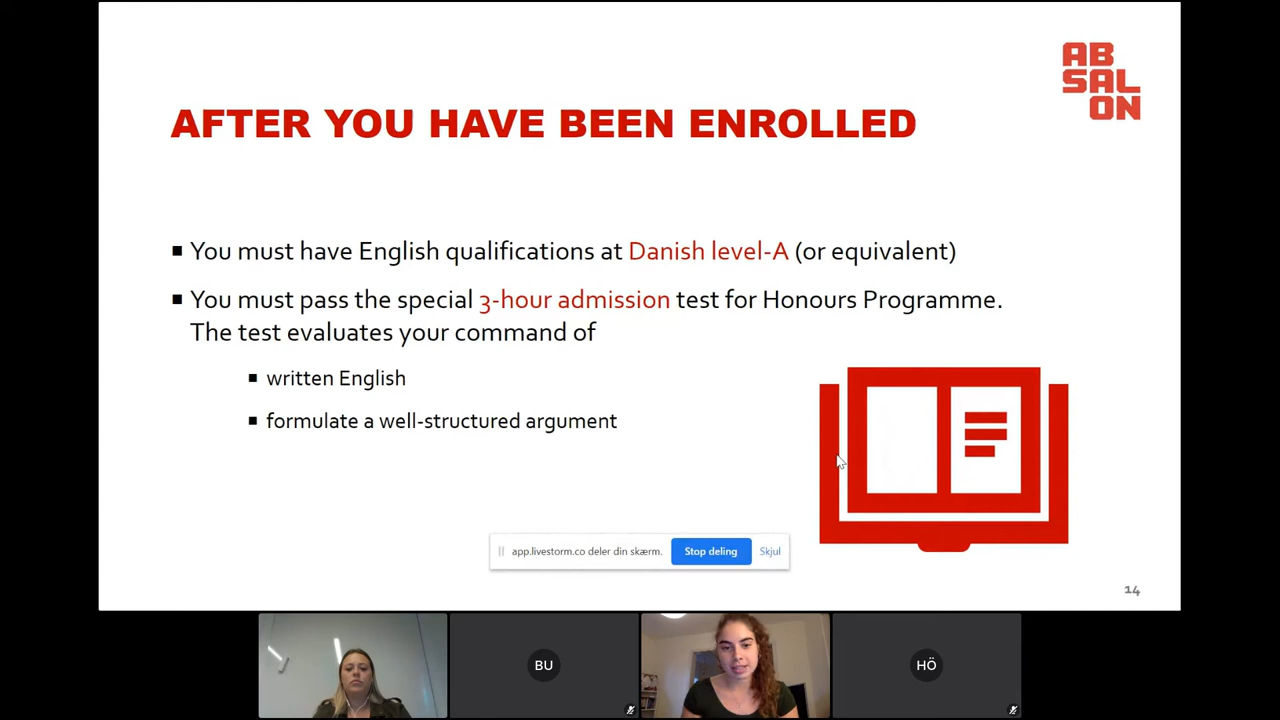 AB
SAL
ON
AFTER YOU HAVE BEEN ENROLLED
You must have English qualifications at Danish level-A (or equivalent)
You must pass the special 3-hour admission test for Honours Programme.
The test evaluates your command of
written English
formulate a well-structured argument
app.livestorm.co deler din skærm.
Stop deling
Skjul
14
BU
HÖ